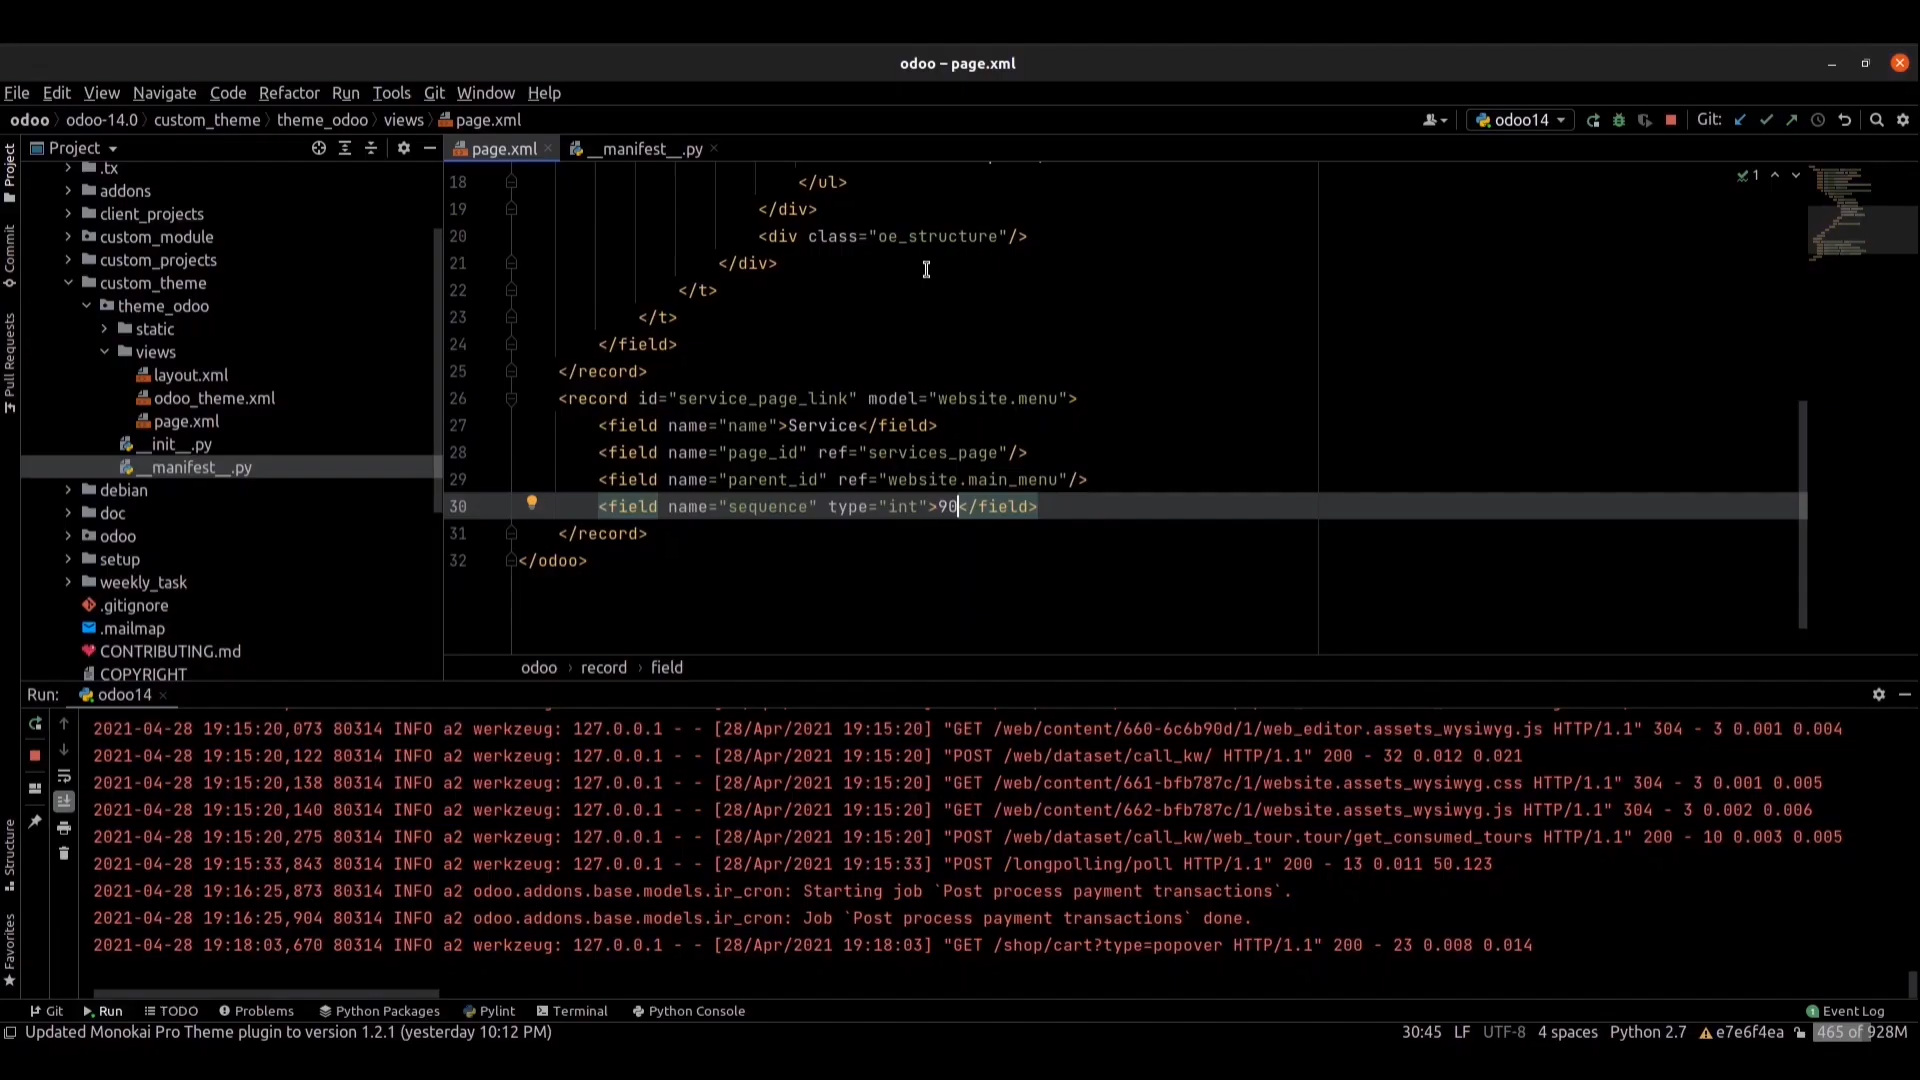 odoo – page.xml
File Edit View Navigate Code Refactor Run Tools Git Window Help
odoo odoo-14.0 custom_theme theme_odoo views page.xml
odoo14 Git:
Project
page.xml
__manifest__.py
.tx
addons
client_projects
custom_module
custom_projects
custom_theme
theme_odoo
static
views
layout.xml
odoo_theme.xml
page.xml
__init__.py
__manifest__.py
debian
doc
odoo
setup
weekly_task
.gitignore
.mailmap
CONTRIBUTING.md
COPYRIGHT
Project
Commit
Pull Requests
Structure
Favorites
18 </ul>
19 </div>
20 <div class="oe_structure"/>
21 </div>
22 </t>
23 </t>
24 </field>
25 </record>
26 <record id="service_page_link" model="website.menu">
27 <field name="name">Service</field>
28 <field name="page_id" ref="services_page"/>
29 <field name="parent_id" ref="website.main_menu"/>
30 <field name="sequence" type="int">90</field>
31 </record>
32 </odoo>
1
odoo › record › field
Run: odoo14
2021-04-28 19:15:20,073 80314 INFO a2 werkzeug: 127.0.0.1 - - [28/Apr/2021 19:15:20] "GET /web/content/660-6c6b90d/1/web_editor.assets_wysiwyg.js HTTP/1.1" 304 - 3 0.001 0.004
2021-04-28 19:15:20,122 80314 INFO a2 werkzeug: 127.0.0.1 - - [28/Apr/2021 19:15:20] "POST /web/dataset/call_kw/ HTTP/1.1" 200 - 32 0.012 0.021
2021-04-28 19:15:20,138 80314 INFO a2 werkzeug: 127.0.0.1 - - [28/Apr/2021 19:15:20] "GET /web/content/661-bfb787c/1/website.assets_wysiwyg.css HTTP/1.1" 304 - 3 0.001 0.005
2021-04-28 19:15:20,140 80314 INFO a2 werkzeug: 127.0.0.1 - - [28/Apr/2021 19:15:20] "GET /web/content/662-bfb787c/1/website.assets_wysiwyg.js HTTP/1.1" 304 - 3 0.002 0.006
2021-04-28 19:15:20,275 80314 INFO a2 werkzeug: 127.0.0.1 - - [28/Apr/2021 19:15:20] "POST /web/dataset/call_kw/web_tour.tour/get_consumed_tours HTTP/1.1" 200 - 10 0.003 0.005
2021-04-28 19:15:33,843 80314 INFO a2 werkzeug: 127.0.0.1 - - [28/Apr/2021 19:15:33] "POST /longpolling/poll HTTP/1.1" 200 - 13 0.011 50.123
2021-04-28 19:16:25,873 80314 INFO a2 odoo.addons.base.models.ir_cron: Starting job `Post process payment transactions`.
2021-04-28 19:16:25,904 80314 INFO a2 odoo.addons.base.models.ir_cron: Job `Post process payment transactions` done.
2021-04-28 19:18:03,670 80314 INFO a2 werkzeug: 127.0.0.1 - - [28/Apr/2021 19:18:03] "GET /shop/cart?type=popover HTTP/1.1" 200 - 23 0.008 0.014
Git Run TODO Problems Python Packages Pylint Terminal Python Console 1 Event Log
Updated Monokai Pro Theme plugin to version 1.2.1 (yesterday 10:12 PM) 30:45 LF UTF-8 4 spaces Python 2.7 e7e6f4ea 465 of 928M